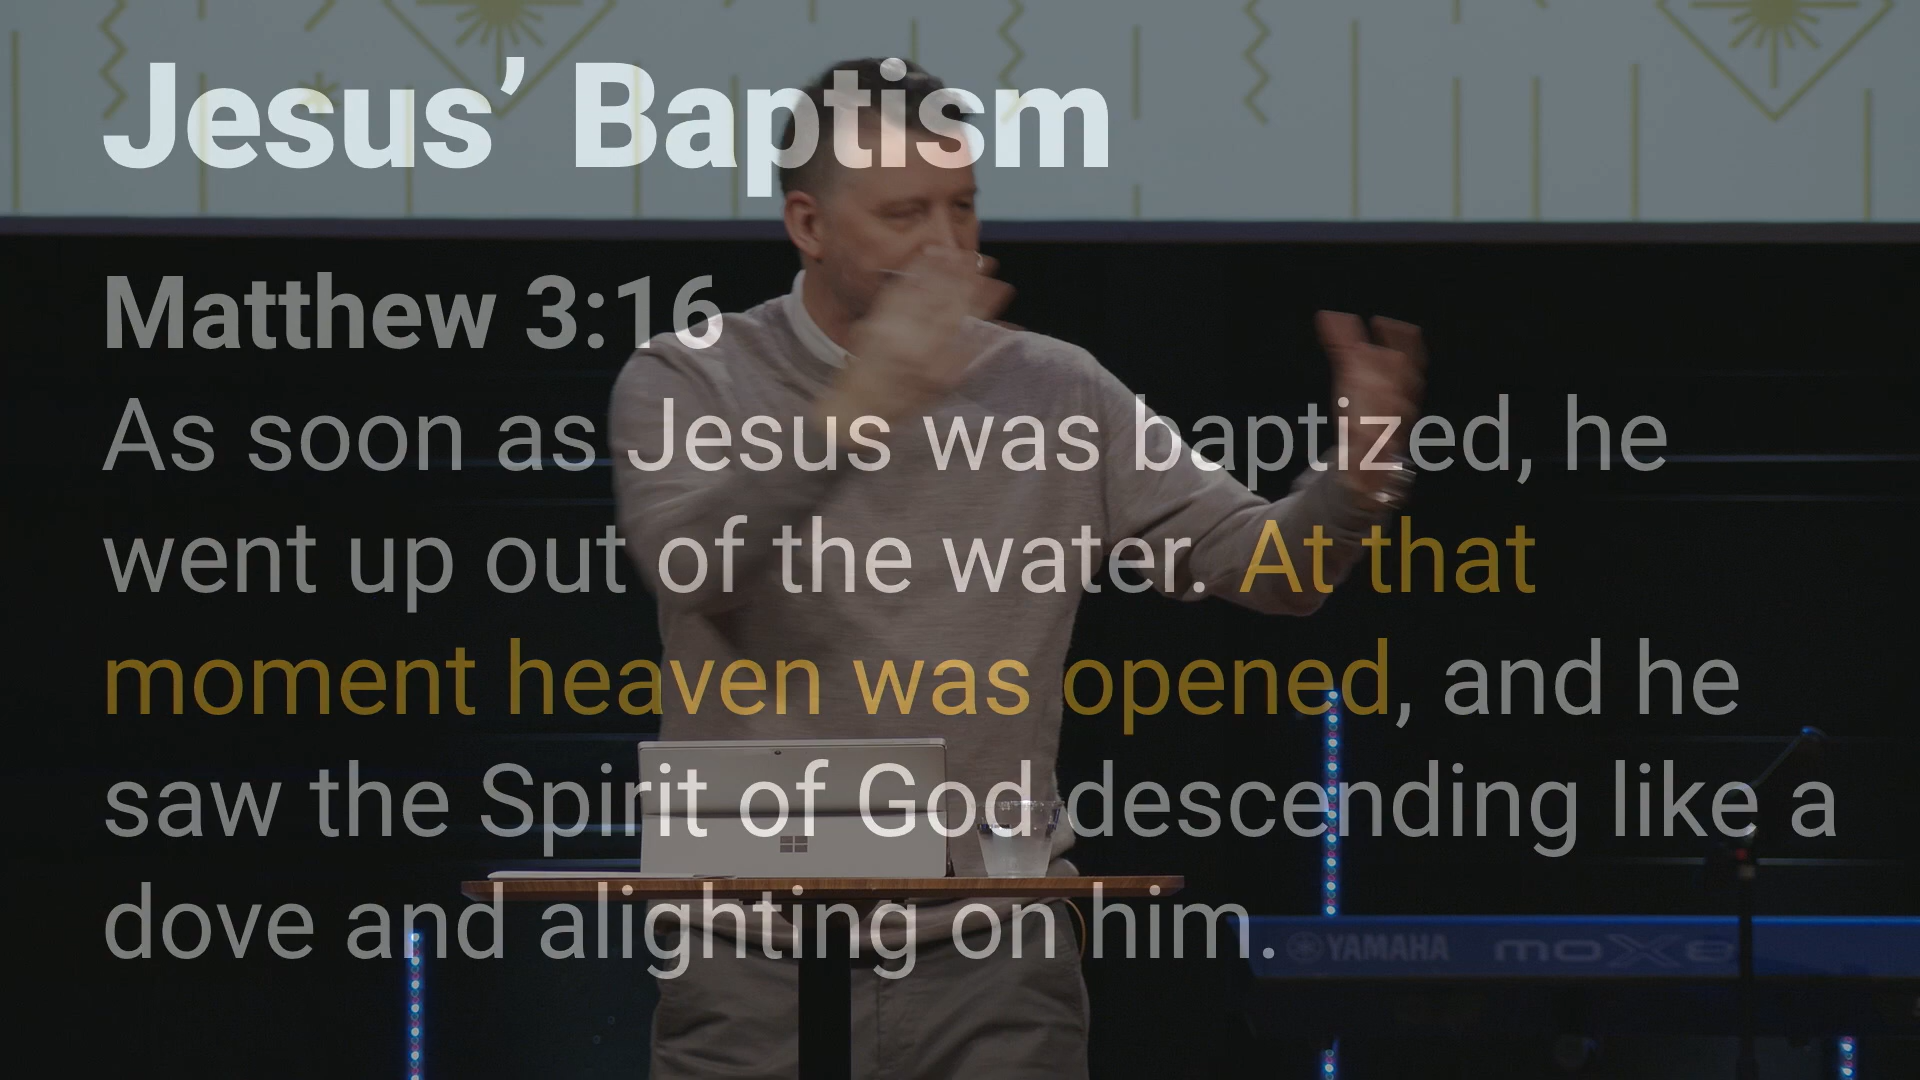 Jesus’ Baptism
Matthew 3:16
As soon as Jesus was baptized, he
went up out of the water. At that
moment heaven was opened, and he
saw the Spirit of God descending like a
dove and alighting on him.
YAMAHA moX8